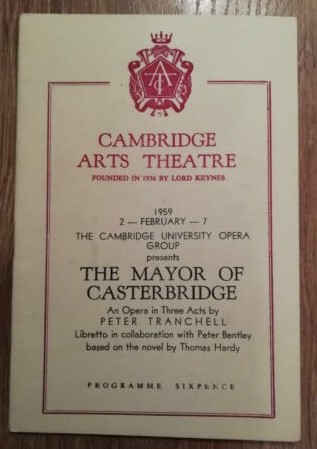 CAMBRIDGE
ARTS THEATRE
FOUNDED IN 1936 BY LORD KEYNES
1959
2 — FEBRUARY — 7
THE CAMBRIDGE UNIVERSITY OPERA
GROUP
presents
THE MAYOR OF
CASTERBRIDGE
An Opera in Three Acts by
PETER TRANCHELL
Libretto in collaboration with Peter Bentley
based on the novel by Thomas Hardy
PROGRAMME SIXPENCE